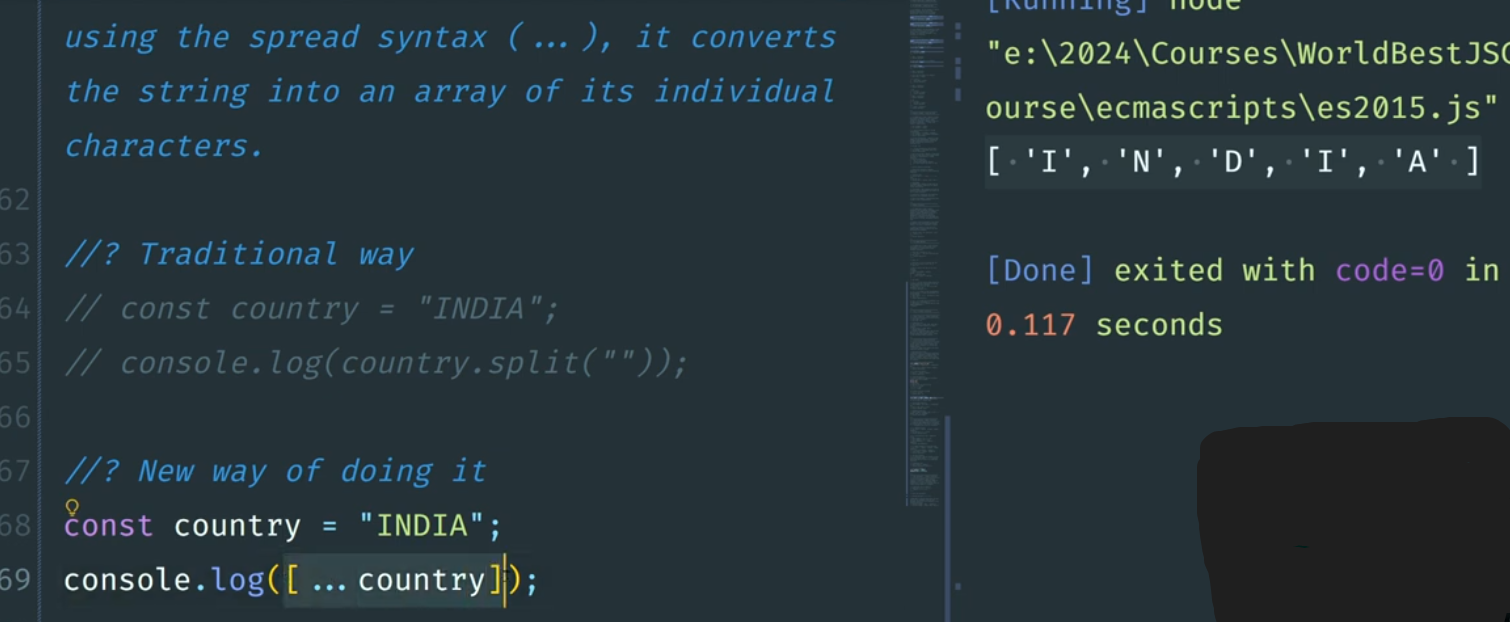 using the spread syntax (...), it converts
the string into an array of its individual
characters.
62
63 //? Traditional way
64 // const country = "INDIA";
65 // console.log(country.split(""));
66
67 //? New way of doing it
68 const country = "INDIA";
69 console.log([...country]);
[Running] node
"e:\2024\Courses\WorldBestJSC
ourse\ecmascripts\es2015.js"
[ 'I', 'N', 'D', 'I', 'A' ]
[Done] exited with code=0 in
0.117 seconds